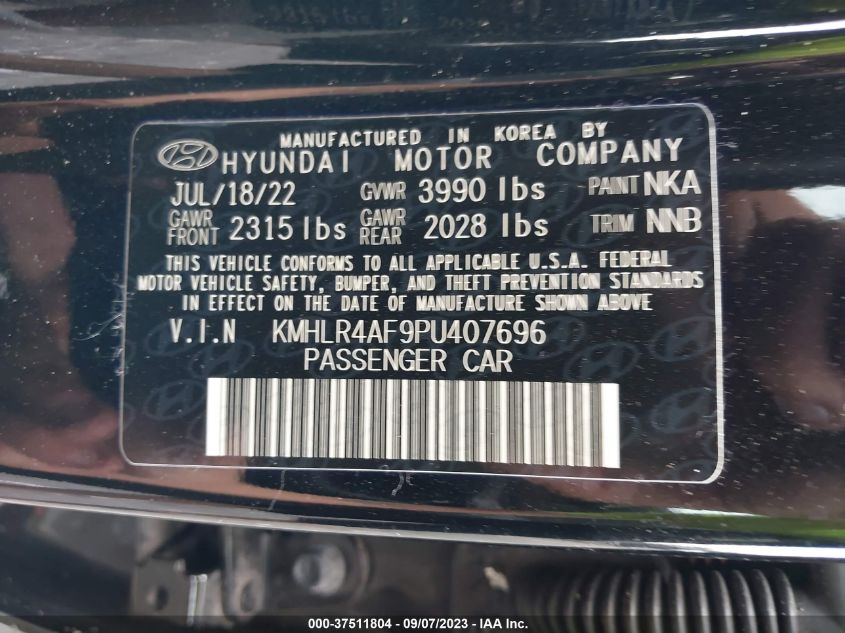 MANUFACTURED IN KOREA BY
HYUNDAI MOTOR COMPANY
JUL/18/22 GVWR 3990 lbs PAINT NKA
GAWR FRONT 2315 lbs GAWR REAR 2028 lbs TRIM NNB
THIS VEHICLE CONFORMS TO ALL APPLICABLE U.S.A. FEDERAL
MOTOR VEHICLE SAFETY, BUMPER, AND THEFT PREVENTION STANDARDS
IN EFFECT ON THE DATE OF MANUFACTURE SHOWN ABOVE
V.I.N KMHLR4AF9PU407696
PASSENGER CAR
000-37511804 - 09/07/2023 - IAA Inc.